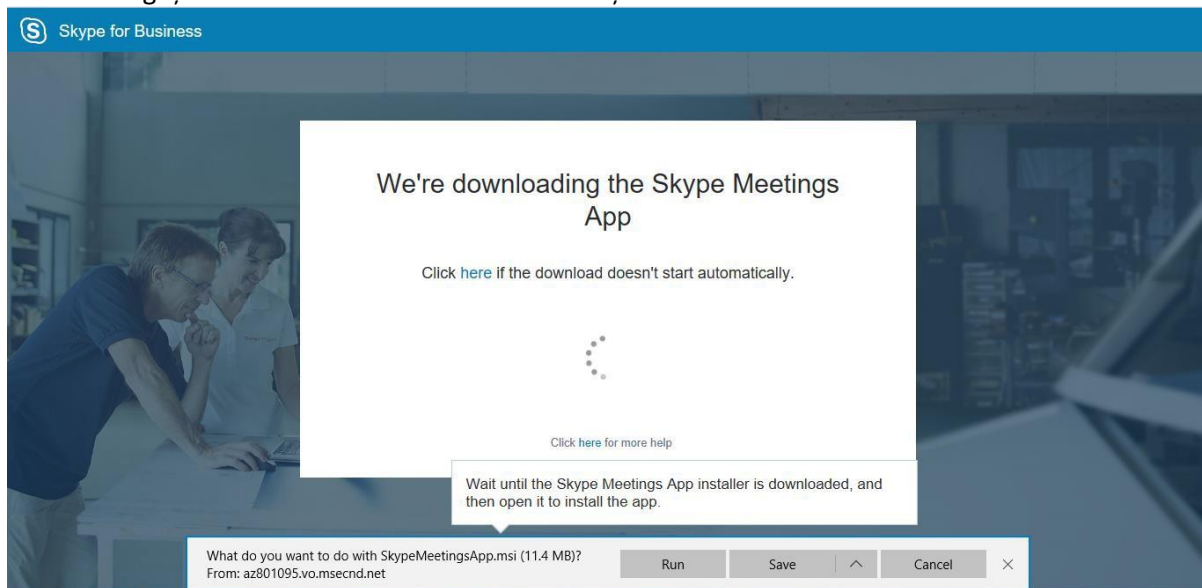 Skype for Business
We're downloading the Skype Meetings
App
Click here if the download doesn't start automatically.
Click here for more help
Wait until the Skype Meetings App installer is downloaded, and
then open it to install the app.
What do you want to do with SkypeMeetingsApp.msi (11.4 MB)?
From: az801095.vo.msecnd.net
Run
Save
Cancel